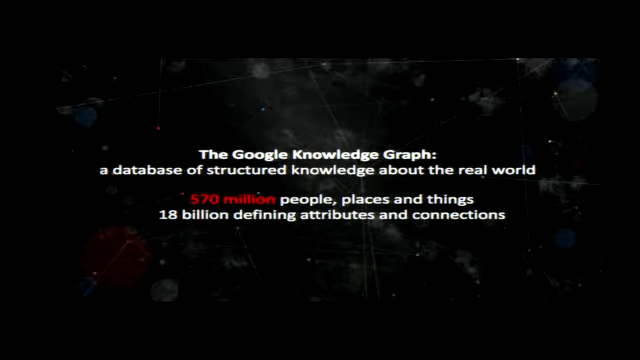 The Google Knowledge Graph:
a database of structured knowledge about the real world
570 million people, places and things
18 billion defining attributes and connections